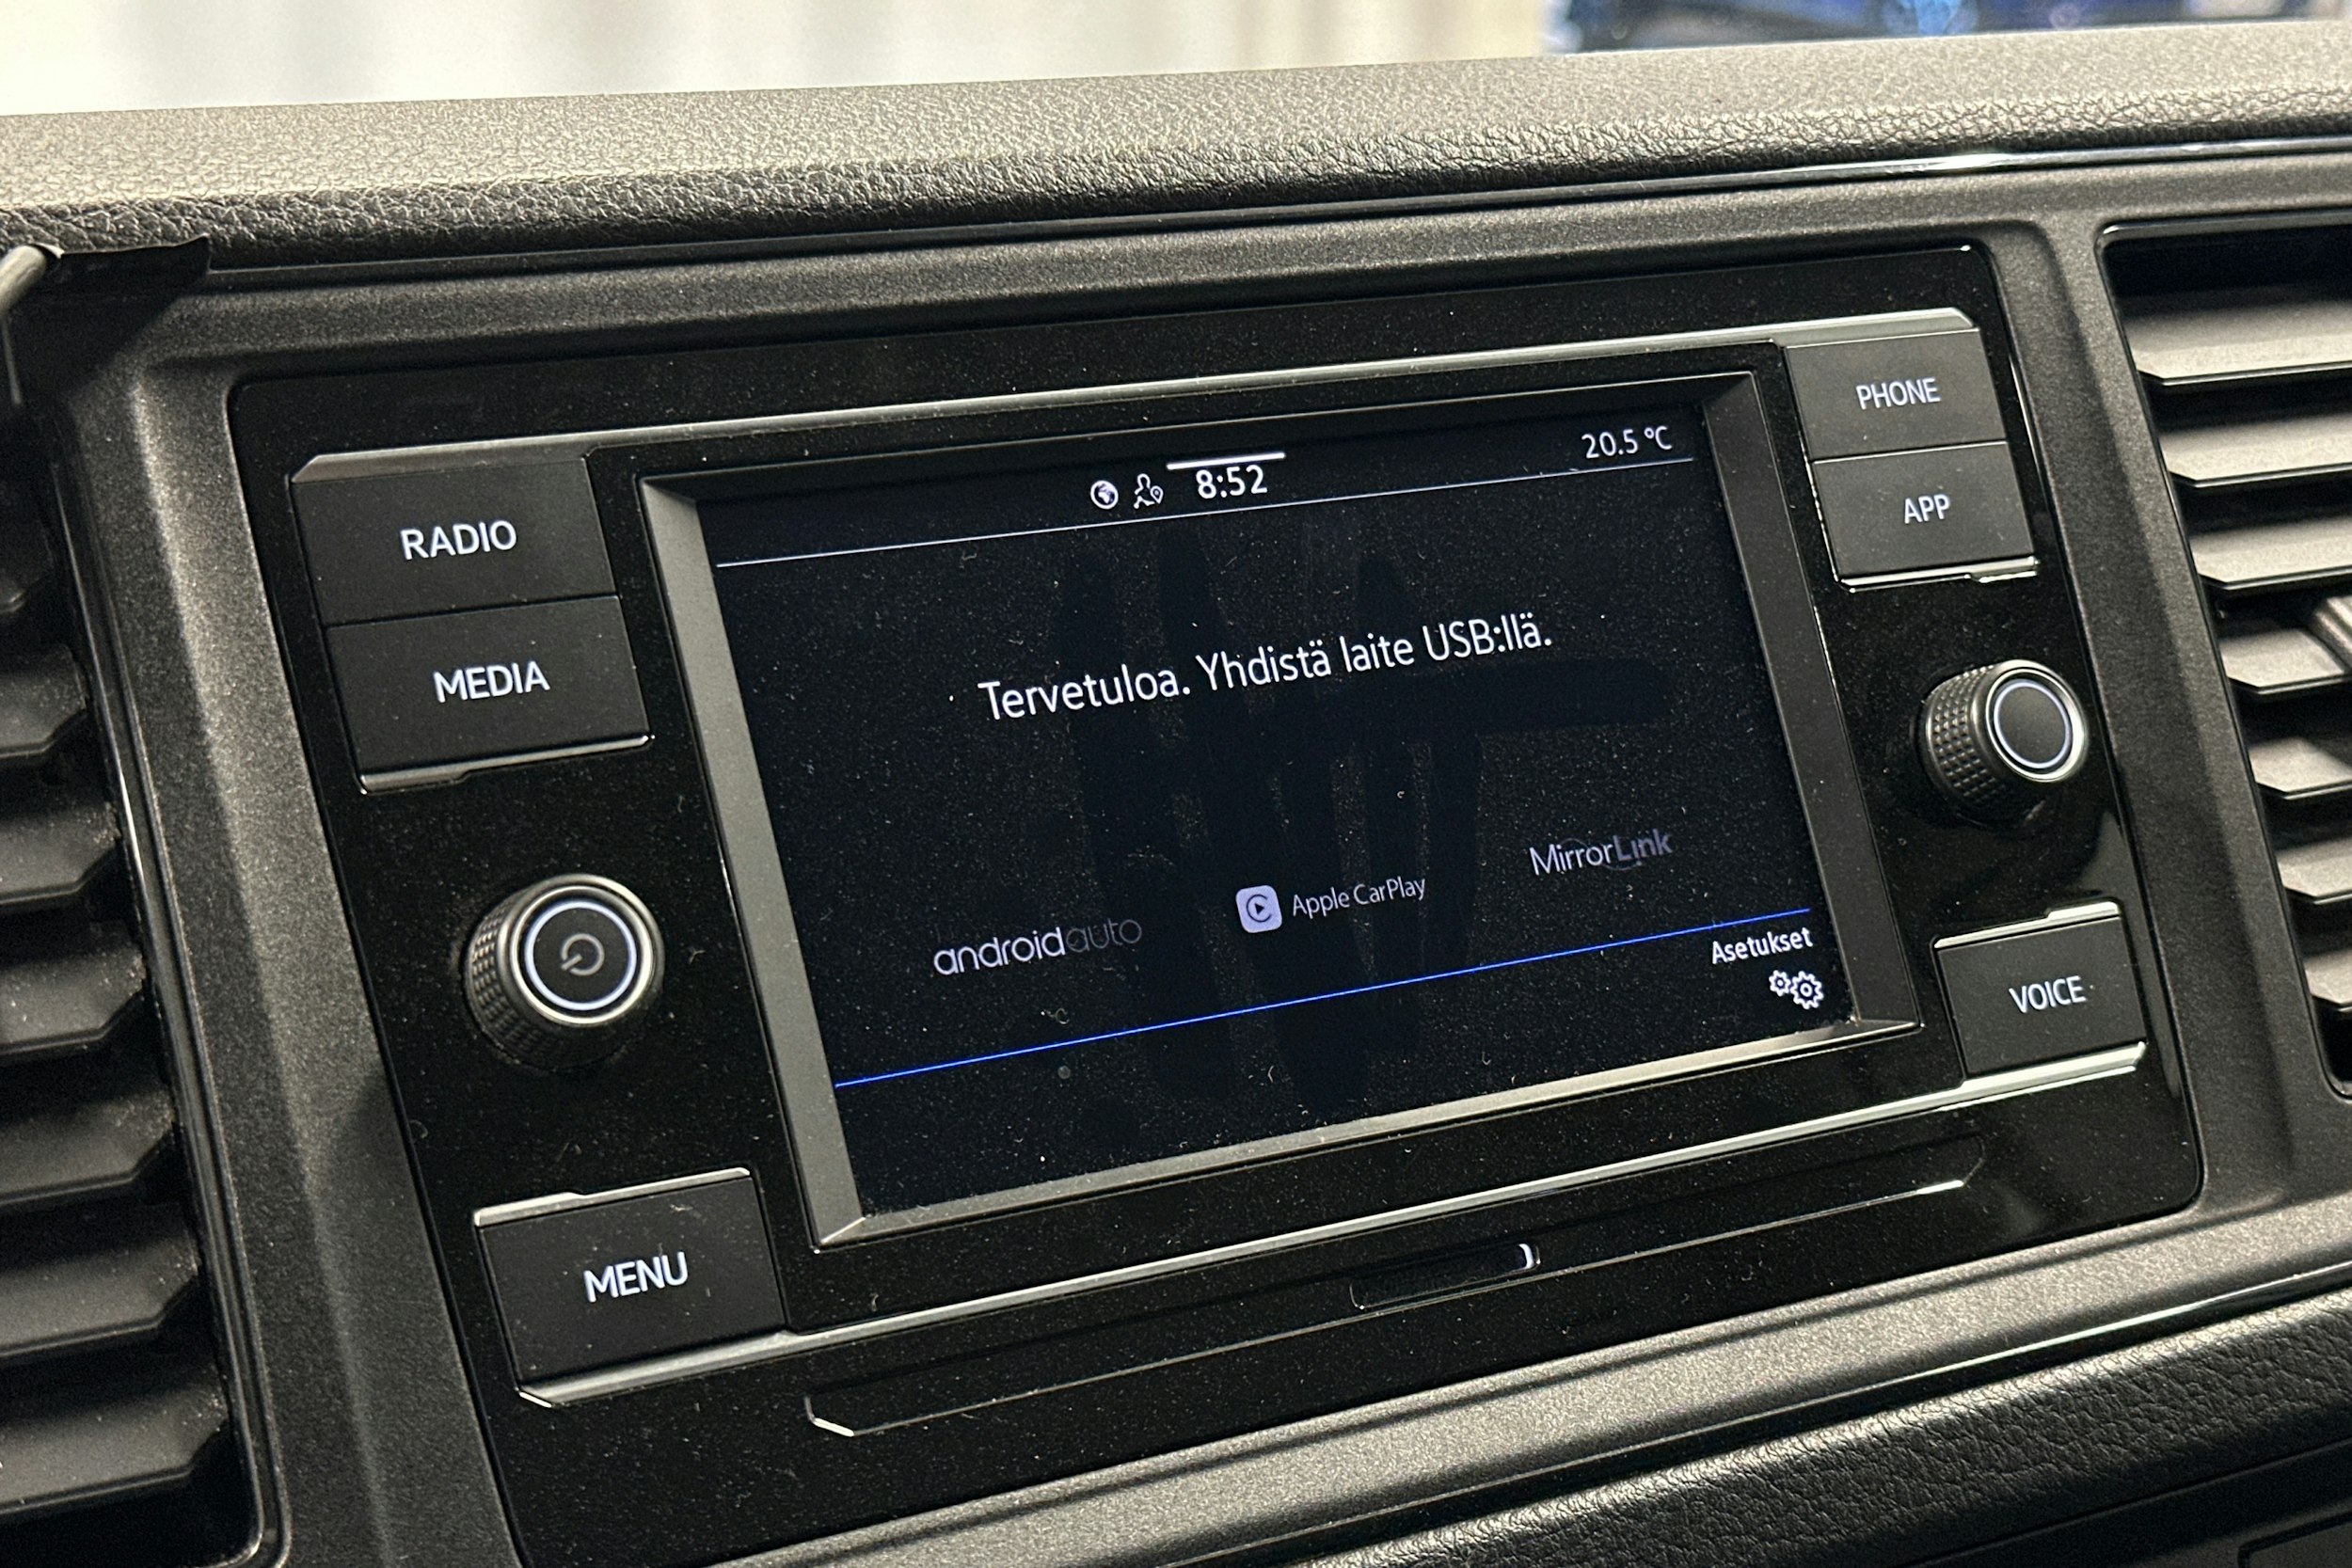 8:52
20.5 °C
RADIO
MEDIA
MENU
Tervetuloa. Yhdistä laite USB:llä.
androidauto
Apple CarPlay
MirrorLink
Asetukset
PHONE
APP
VOICE